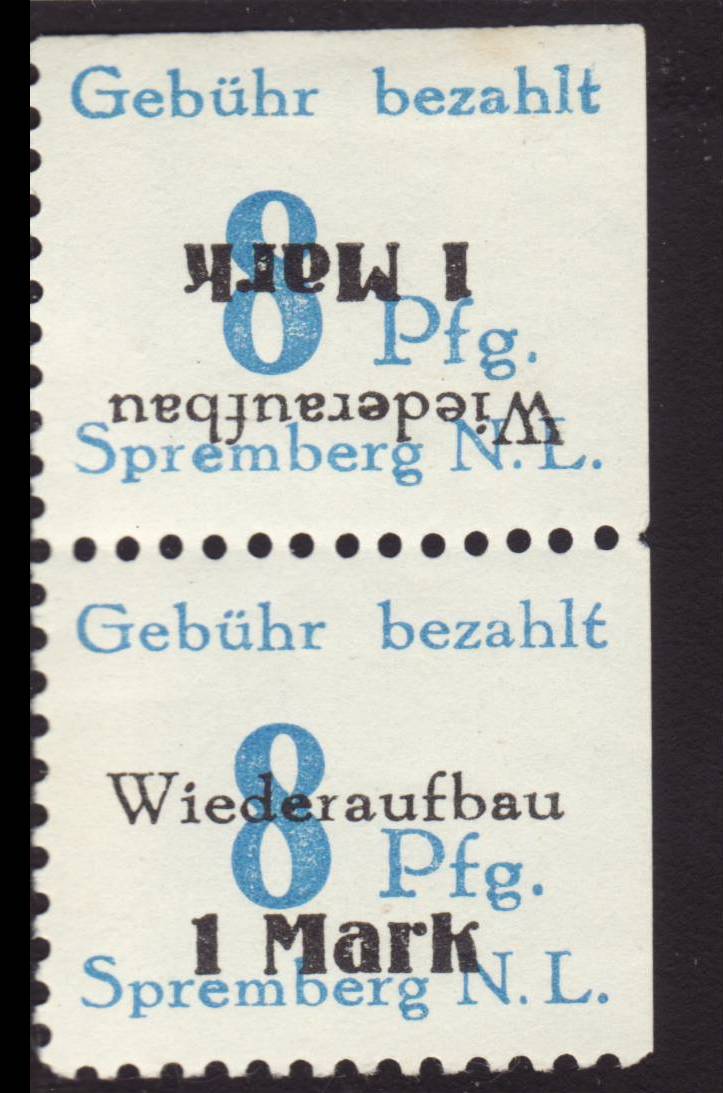 Gebühr bezahlt
8
1 Mark
Pfg.
Wiederaufbau
Spremberg N.L.
Gebühr bezahlt
8
Wiederaufbau
Pfg.
1 Mark
Spremberg N.L.